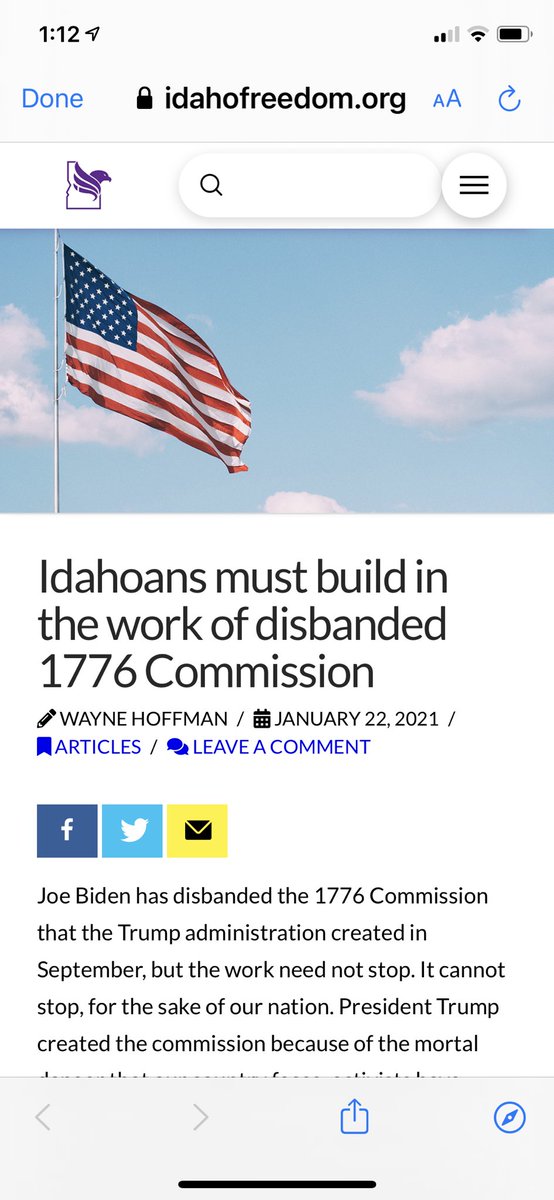 1:12
Done
idahofreedom.org
AA
Idahoans must build in
the work of disbanded
1776 Commission
WAYNE HOFFMAN / JANUARY 22, 2021 /
ARTICLES / LEAVE A COMMENT
Joe Biden has disbanded the 1776 Commission
that the Trump administration created in
September, but the work need not stop. It cannot
stop, for the sake of our nation. President Trump
created the commission because of the mortal